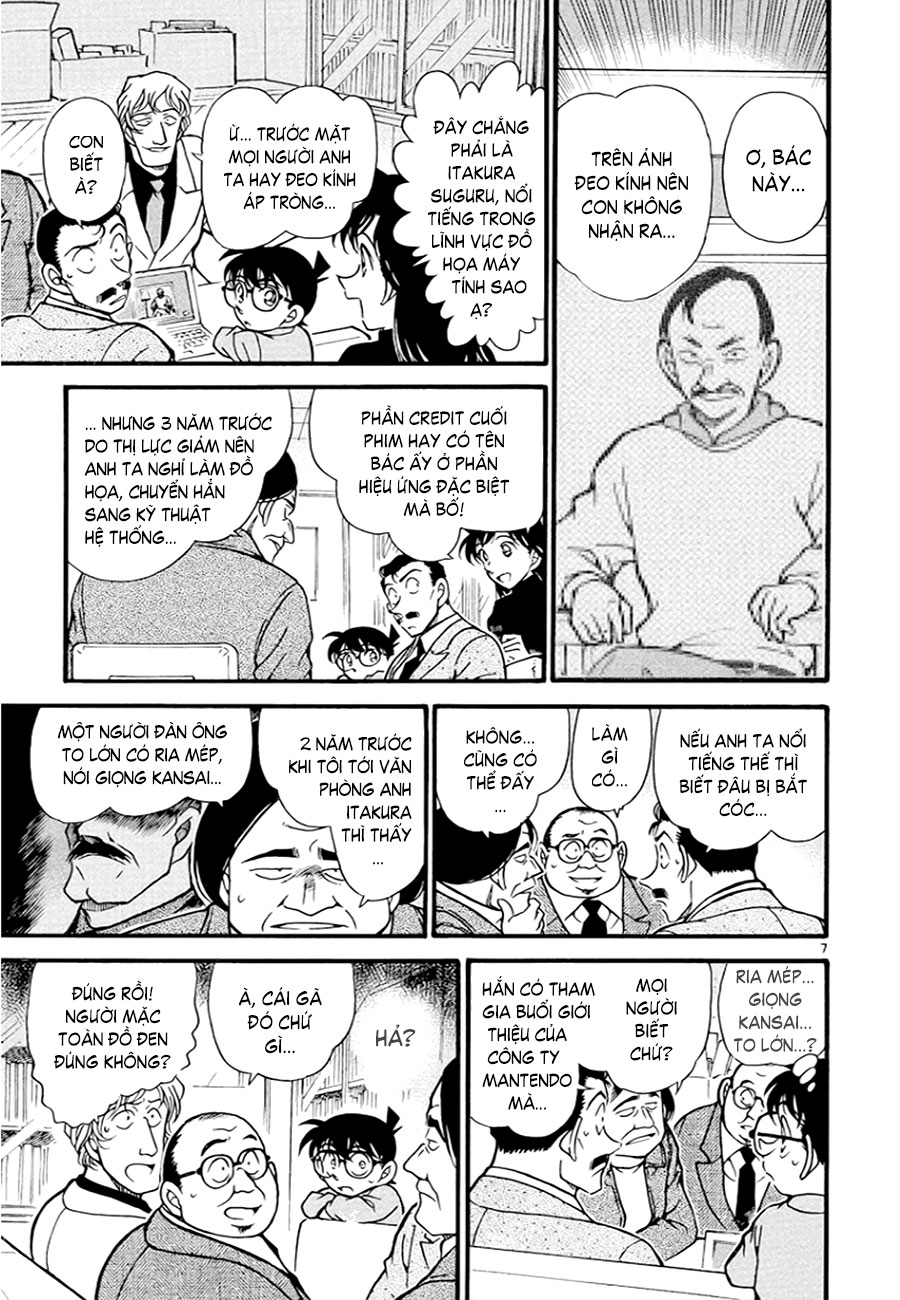 Ơ, BÁC
NÀY...
TRÊN ẢNH
ĐEO KÍNH NÊN
CON KHÔNG
NHẬN RA...
ĐÂY CHẲNG
PHẢI LÀ
ITAKURA
SUGURU, NỔI
TIẾNG TRONG
LĨNH VỰC ĐỒ
HỌA MÁY
TÍNH SAO
Ạ?
Ừ... TRƯỚC MẶT
MỌI NGƯỜI ANH
TA HAY ĐEO KÍNH
ÁP TRÒNG...
CON
BIẾT
À?
PHẦN CREDIT CUỐI
PHIM HAY CÓ TÊN
BÁC ẤY Ở PHẦN
HIỆU ỨNG ĐẶC BIỆT
MÀ BỐ!
... NHƯNG 3 NĂM TRƯỚC
DO THỊ LỰC GIẢM NÊN
ANH TA NGHỈ LÀM ĐỒ
HỌA, CHUYỂN HẲN
SANG KỸ THUẬT
HỆ THỐNG...
NẾU ANH TA NỔI
TIẾNG THẾ THÌ
BIẾT ĐÂU BỊ BẮT
CÓC...
LÀM
GÌ
CÓ...
KHÔNG...
CŨNG CÓ
THỂ ĐẤY
...
2 NĂM TRƯỚC
KHI TÔI TỚI VĂN
PHÒNG ANH
ITAKURA
THÌ THẤY
...
MỘT NGƯỜI ĐÀN ÔNG
TO LỚN CÓ RIA MÉP,
NÓI GIỌNG KANSAI...
7
RIA MÉP...
GIỌNG
KANSAI...
TO LỚN...?
MỌI
NGƯỜI
BIẾT
CHỨ?
HẮN CÓ THAM
GIA BUỔI GIỚI
THIỆU CỦA
CÔNG TY
MANTENDO
MÀ...
HẢ?
À, CÁI GÃ
ĐÓ CHỨ
GÌ...
ĐÚNG RỒI!
NGƯỜI MẶC
TOÀN ĐỒ ĐEN
ĐÚNG KHÔNG?